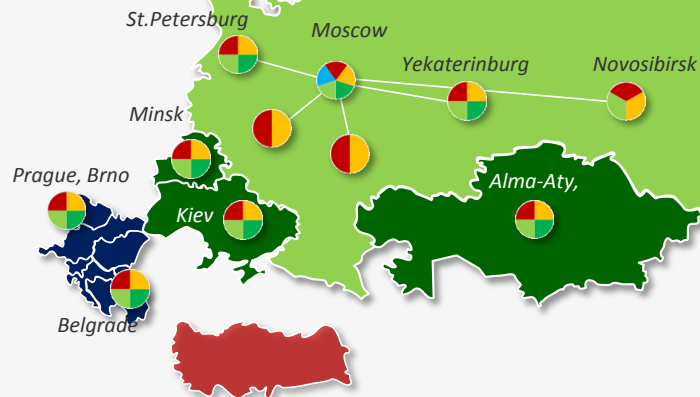 St.Petersburg
Moscow
Yekaterinburg
Novosibirsk
Minsk
Prague, Brno
Alma-Aty,
Kiev
Belgrade